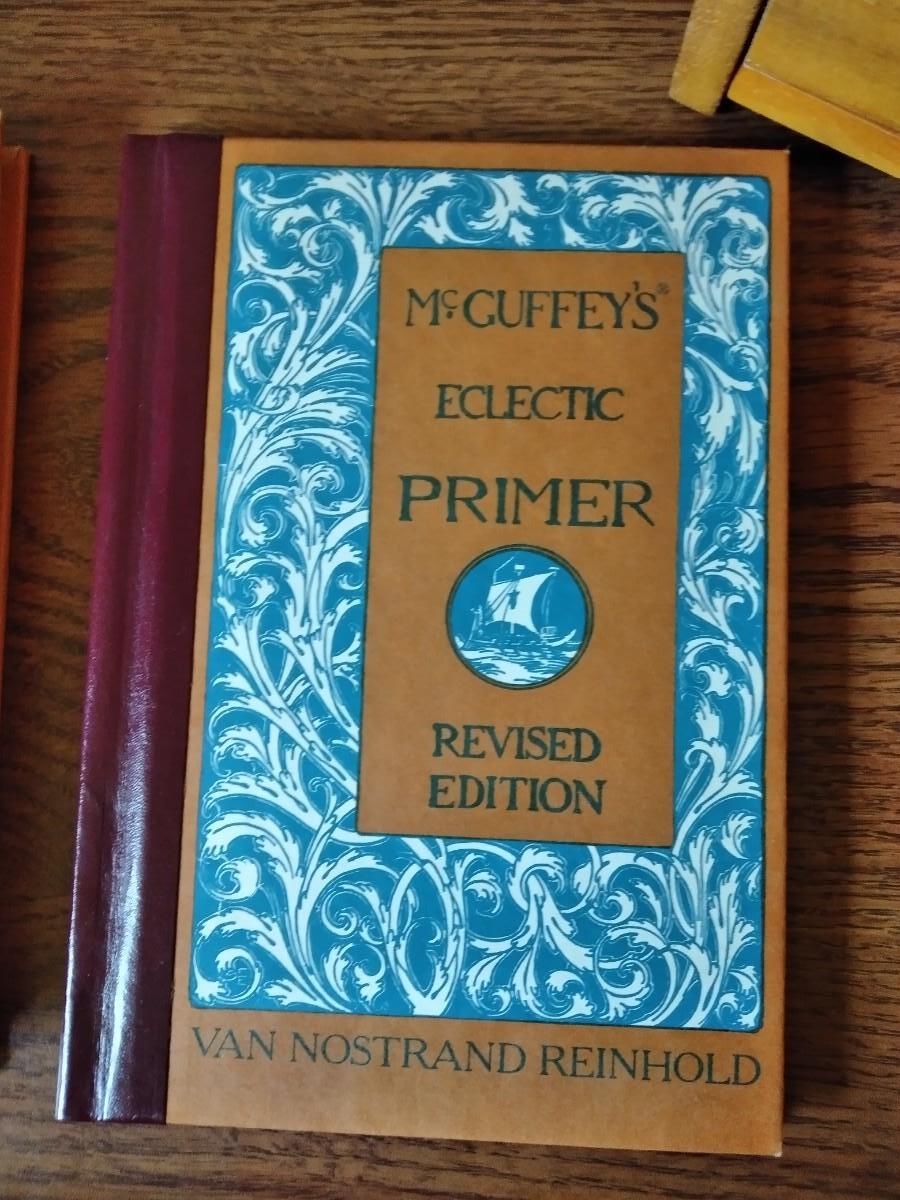 McGUFFEY'S®
ECLECTIC
PRIMER
REVISED
EDITION
VAN NOSTRAND REINHOLD